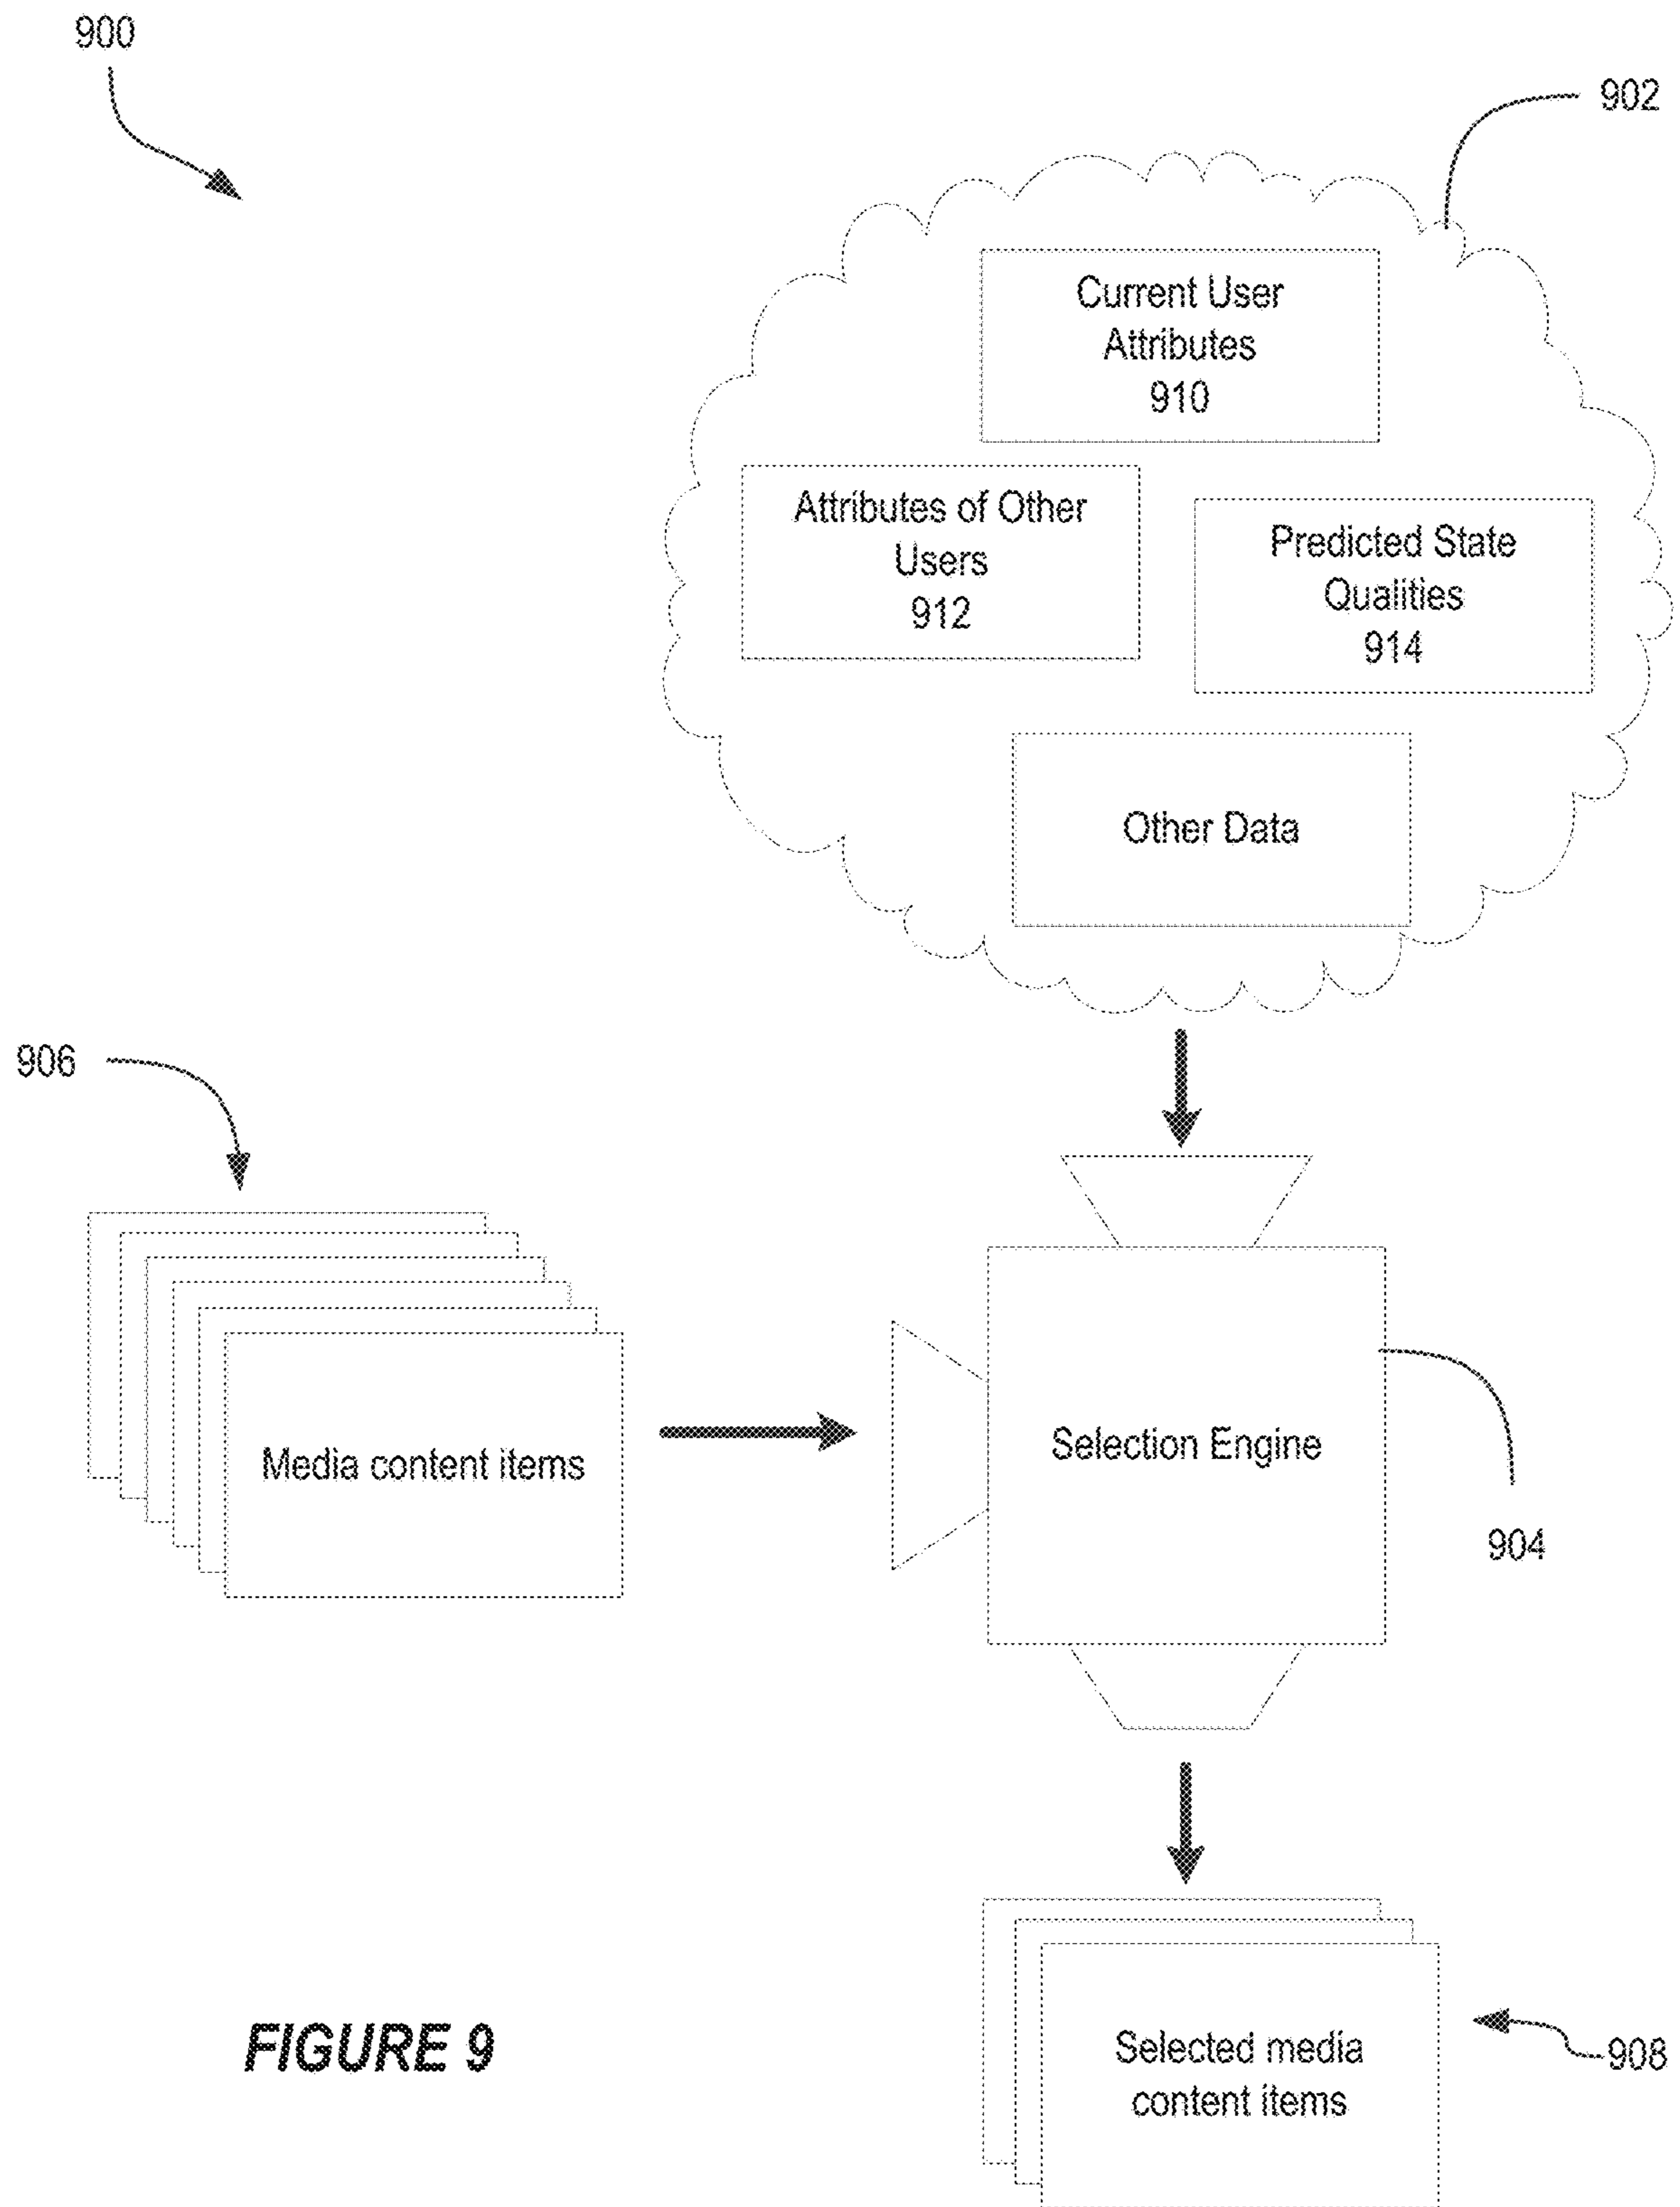 900
902
Current User
Attributes
910
Attributes of Other
Users
912
Predicted State
Qualities
914
Other Data
906
Media content items
Selection Engine
904
Selected media
content items
908
FIGURE 9